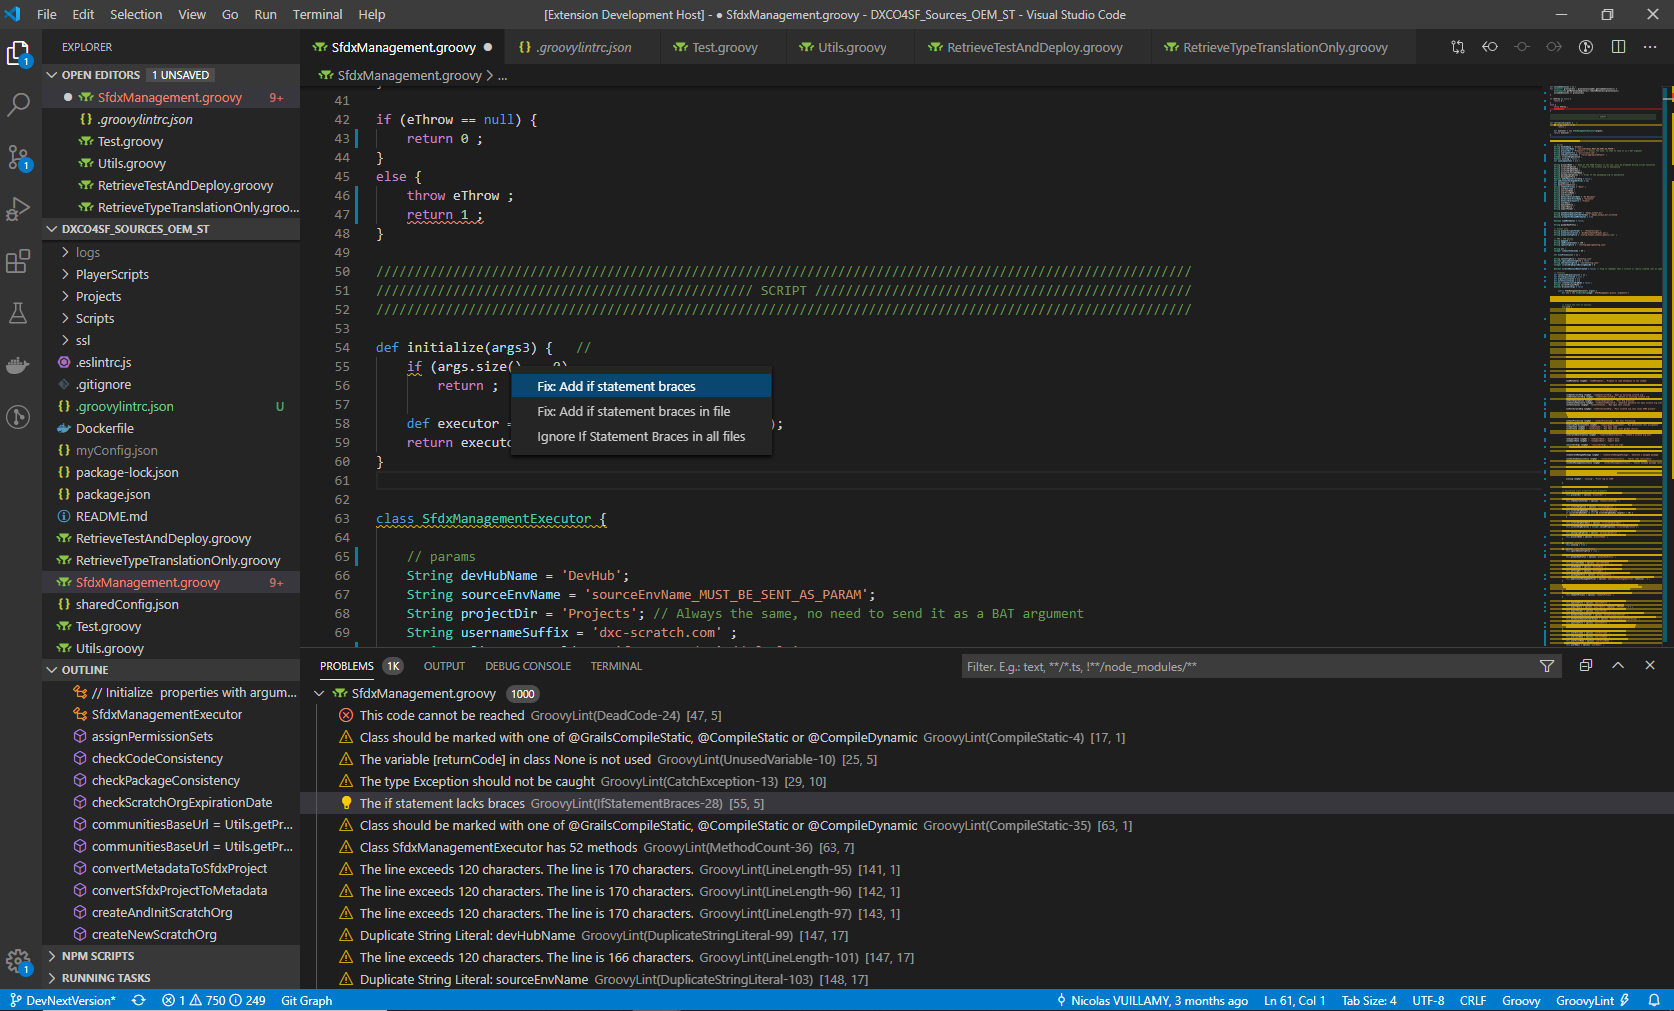 File Edit Selection View Go Run Terminal Help
[Extension Development Host] - ● SfdxManagement.groovy - DXCO4SF_Sources_OEM_ST - Visual Studio Code
EXPLORER
OPEN EDITORS 1 UNSAVED
SfdxManagement.groovy 9+
.groovylintrc.json
Test.groovy
Utils.groovy
RetrieveTestAndDeploy.groovy
RetrieveTypeTranslationOnly.groo...
DXCO4SF_SOURCES_OEM_ST
logs
PlayerScripts
Projects
Scripts
ssl
.eslintrc.js
.gitignore
.groovylintrc.json U
Dockerfile
myConfig.json
package-lock.json
package.json
README.md
RetrieveTestAndDeploy.groovy
RetrieveTypeTranslationOnly.groovy
SfdxManagement.groovy 9+
sharedConfig.json
Test.groovy
Utils.groovy
OUTLINE
// Initialize properties with argum...
SfdxManagementExecutor
assignPermissionSets
checkCodeConsistency
checkPackageConsistency
checkScratchOrgExpirationDate
communitiesBaseUrl = Utils.getPr...
communitiesBaseUrl = Utils.getPr...
convertMetadataToSfdxProject
convertSfdxProjectToMetadata
createAndInitScratchOrg
createNewScratchOrg
NPM SCRIPTS
RUNNING TASKS
1
1
1
SfdxManagement.groovy ●
.groovylintrc.json
Test.groovy
Utils.groovy
RetrieveTestAndDeploy.groovy
RetrieveTypeTranslationOnly.groovy
SfdxManagement.groovy > ...
41
42 if (eThrow == null) {
43 return 0 ;
44 }
45 else {
46 throw eThrow ;
47 return 1 ;
48 }
49
50 //////////////////////////////////////////////////////////////////////////////////////////////////////////
51 ///////////////////////////////////////////////// SCRIPT /////////////////////////////////////////////////
52 //////////////////////////////////////////////////////////////////////////////////////////////////////////
53
54 def initialize(args3) { //
55 if (args.size()
56 return ;
57
58 def executor = );
59 return executo
60 }
61
62
63 class SfdxManagementExecutor {
64
65 // params
66 String devHubName = 'DevHub';
67 String sourceEnvName = 'sourceEnvName_MUST_BE_SENT_AS_PARAM';
68 String projectDir = 'Projects'; // Always the same, no need to send it as a BAT argument
69 String usernameSuffix = 'dxc-scratch.com' ;
Fix: Add if statement braces
Fix: Add if statement braces in file
Ignore If Statement Braces in all files
PROBLEMS 1K OUTPUT DEBUG CONSOLE TERMINAL
Filter. E.g.: text, **/*.ts, !**/node_modules/**
SfdxManagement.groovy 1000
This code cannot be reached GroovyLint(DeadCode-24) [47, 5]
Class should be marked with one of @GrailsCompileStatic, @CompileStatic or @CompileDynamic GroovyLint(CompileStatic-4) [17, 1]
The variable [returnCode] in class None is not used GroovyLint(UnusedVariable-10) [25, 5]
The type Exception should not be caught GroovyLint(CatchException-13) [29, 10]
The if statement lacks braces GroovyLint(IfStatementBraces-28) [55, 5]
Class should be marked with one of @GrailsCompileStatic, @CompileStatic or @CompileDynamic GroovyLint(CompileStatic-35) [63, 1]
Class SfdxManagementExecutor has 52 methods GroovyLint(MethodCount-36) [63, 7]
The line exceeds 120 characters. The line is 170 characters. GroovyLint(LineLength-95) [141, 1]
The line exceeds 120 characters. The line is 170 characters. GroovyLint(LineLength-96) [142, 1]
The line exceeds 120 characters. The line is 170 characters. GroovyLint(LineLength-97) [143, 1]
Duplicate String Literal: devHubName GroovyLint(DuplicateStringLiteral-99) [147, 17]
The line exceeds 120 characters. The line is 166 characters. GroovyLint(LineLength-101) [147, 17]
Duplicate String Literal: sourceEnvName GroovyLint(DuplicateStringLiteral-103) [148, 17]
DevNextVersion* 1 750 249 Git Graph
Nicolas VUILLAMY, 3 months ago Ln 61, Col 1 Tab Size: 4 UTF-8 CRLF Groovy GroovyLint